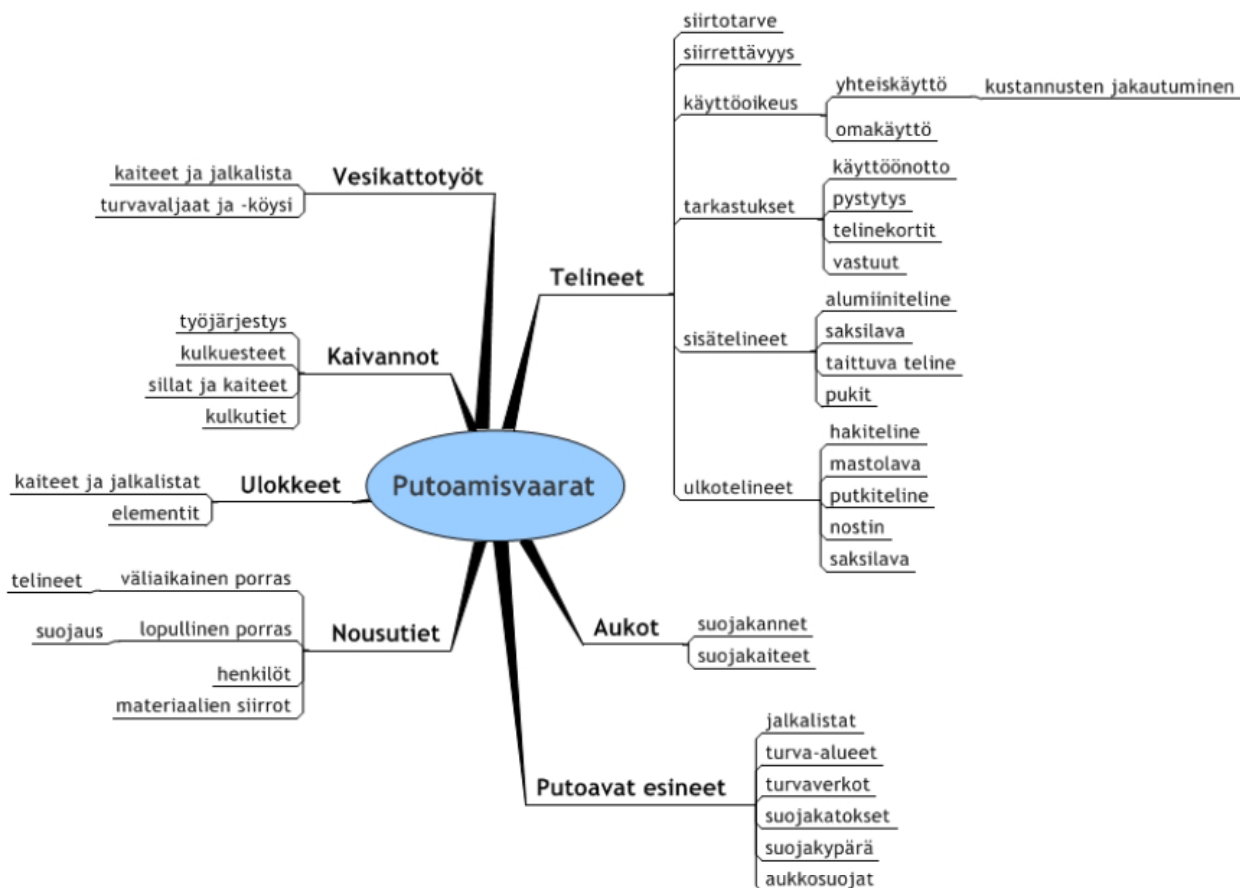 Putoamisvaarat
Telineet
siirtotarve
siirrettävyys
käyttöoikeus
yhteiskäyttö
kustannusten jakautuminen
omakäyttö
tarkastukset
käyttöönotto
pystytys
telinekortit
vastuut
sisätelineet
alumiiniteline
saksilava
taittuva teline
pukit
ulkotelineet
hakiteline
mastolava
putkiteline
nostin
saksilava
Aukot
suojakannet
suojakaiteet
Putoavat esineet
jalkalistat
turva-alueet
turvaverkot
suojakatokset
suojakypärä
aukkosuojat
Nousutiet
väliaikainen porras
telineet
lopullinen porras
suojaus
henkilöt
materiaalien siirrot
Ulokkeet
kaiteet ja jalkalistat
elementit
Kaivannot
työjärjestys
kulkuesteet
sillat ja kaiteet
kulkutiet
Vesikattotyöt
kaiteet ja jalkalista
turvavaljaat ja -köysi